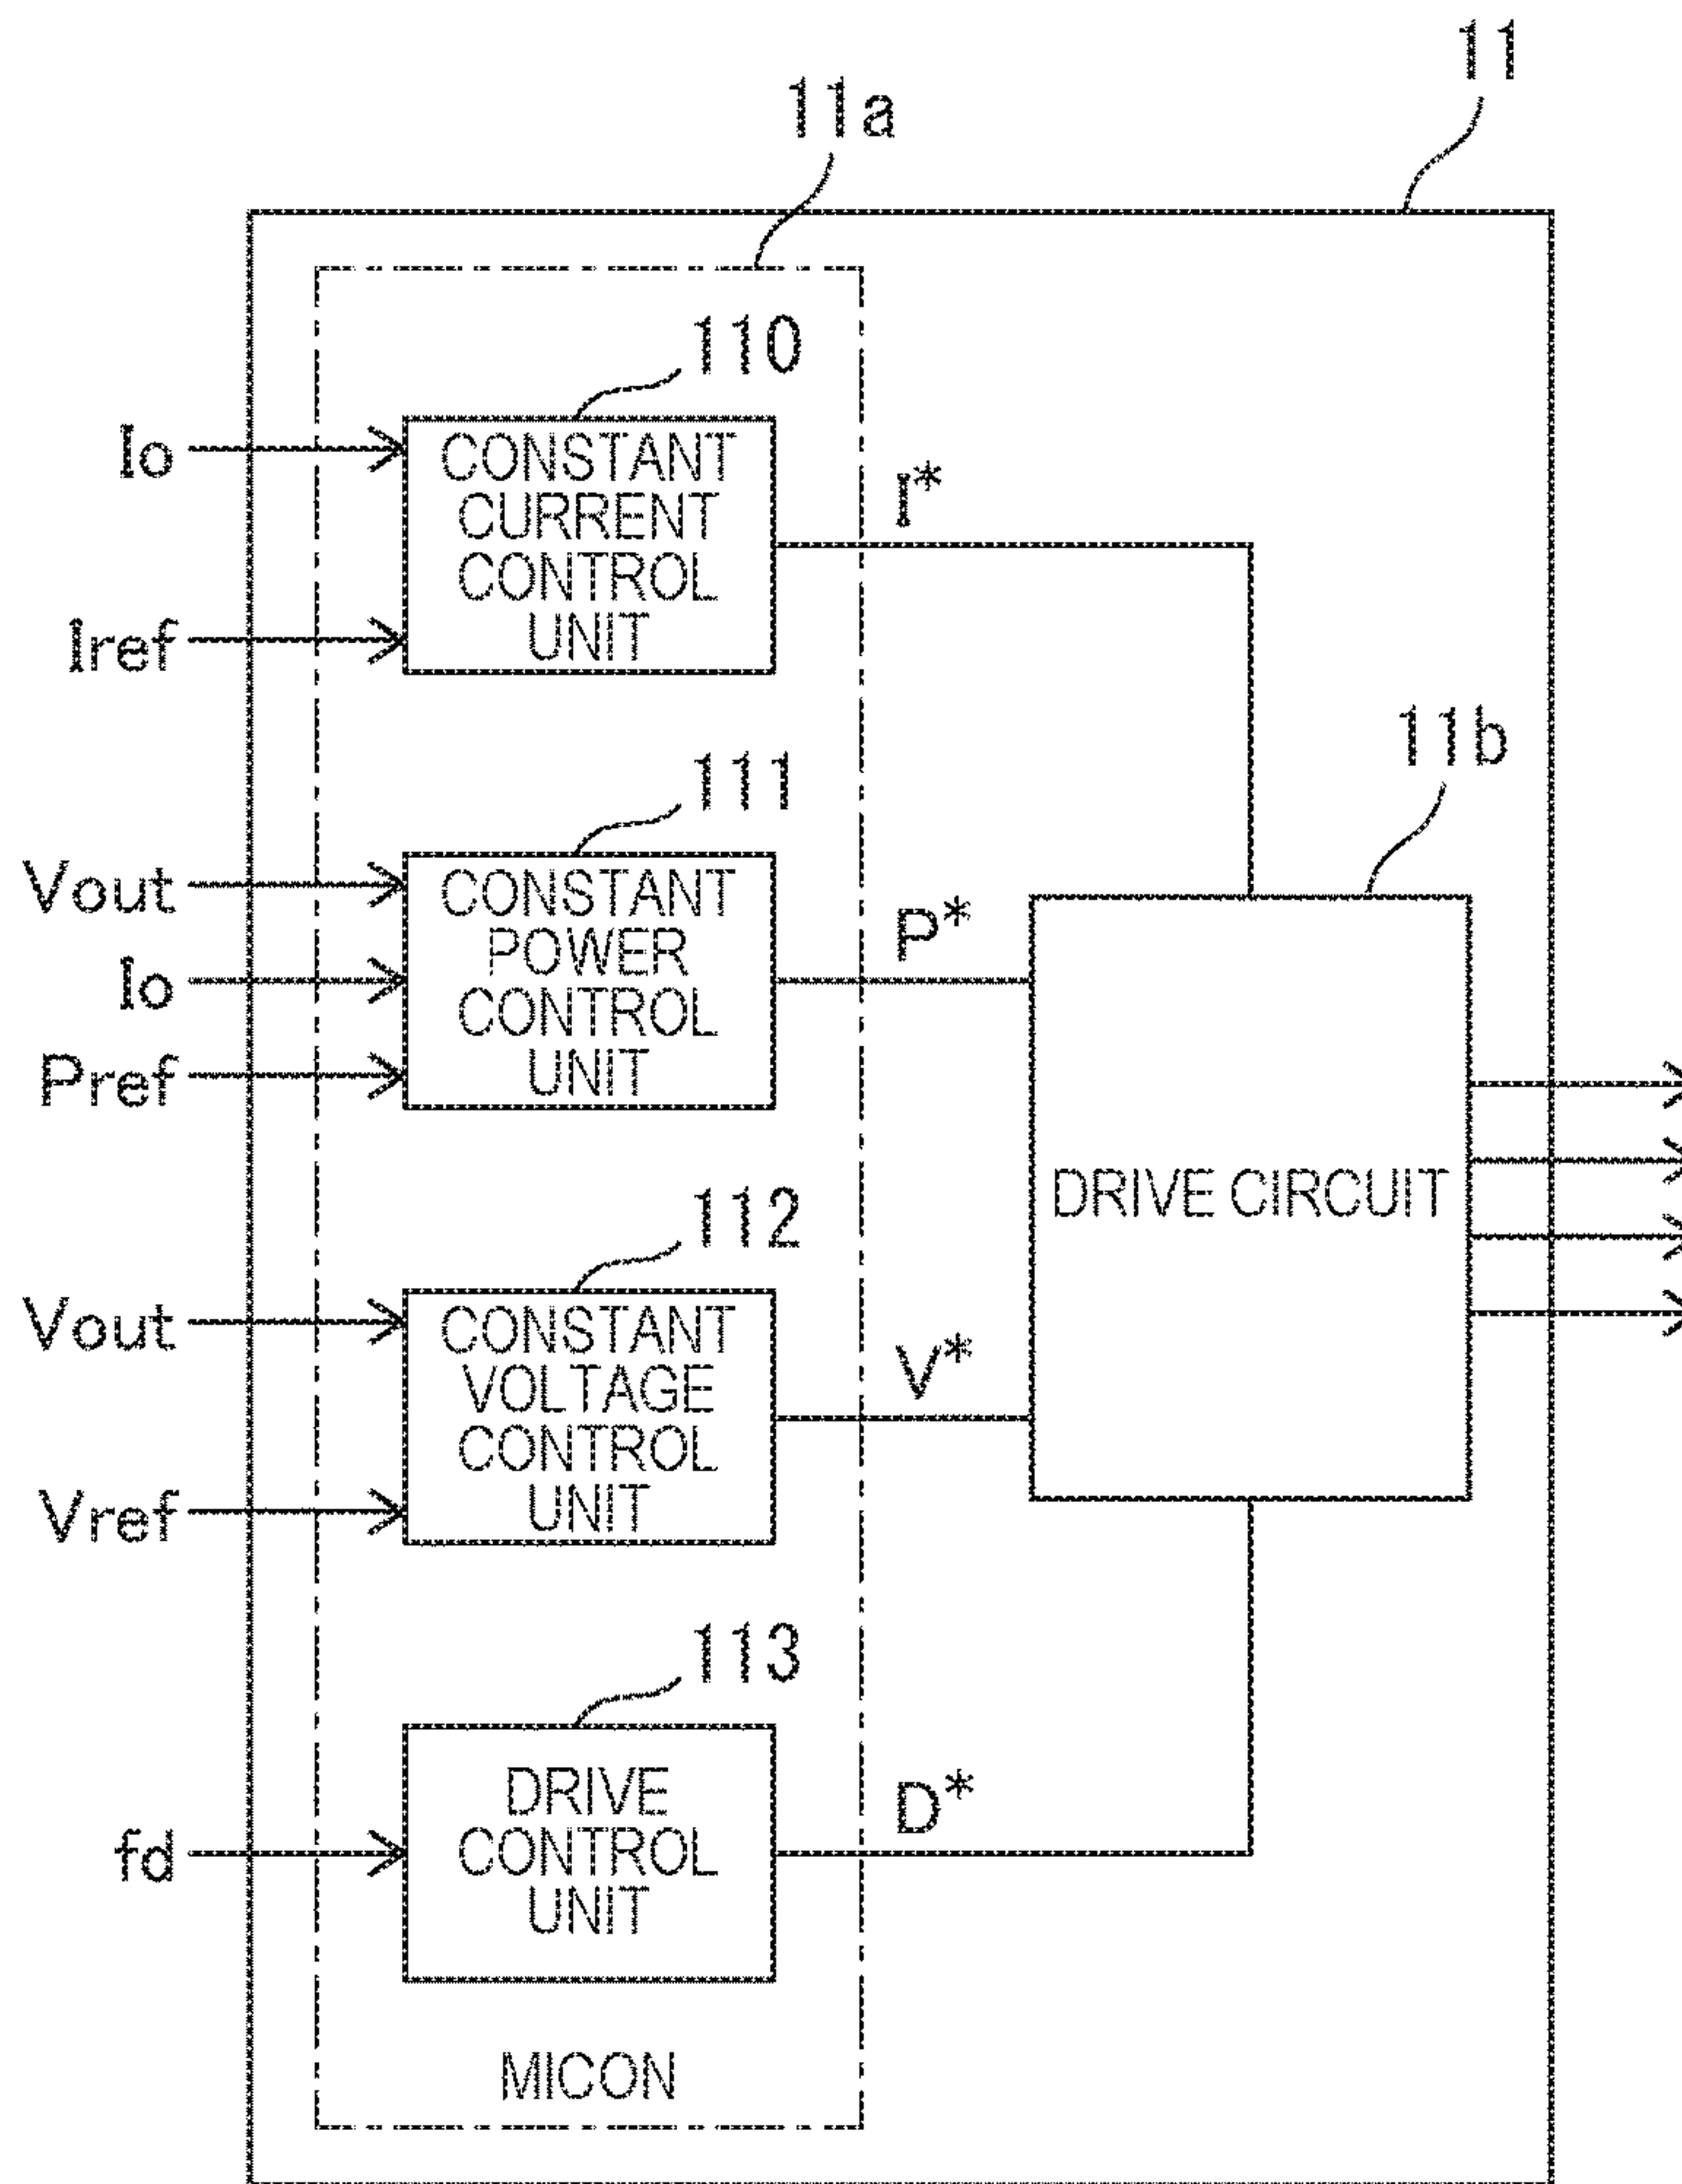 11
11a
110
Io
Iref
CONSTANT
CURRENT
CONTROL
UNIT
I*
111
Vout
Io
Pref
CONSTANT
POWER
CONTROL
UNIT
P*
11b
DRIVE CIRCUIT
112
Vout
Vref
CONSTANT
VOLTAGE
CONTROL
UNIT
V*
113
fd
DRIVE
CONTROL
UNIT
D*
MICON